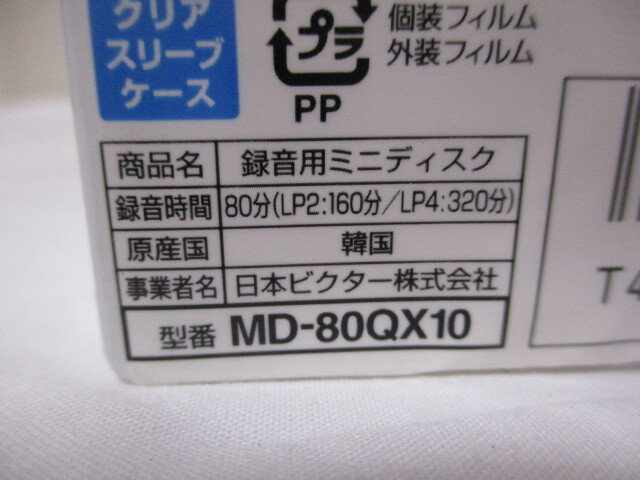 クリア
スリーブ
ケース
プラ
PP
個装フィルム
外装フィルム
商品名 録音用ミニディスク
録音時間 80分(LP2:160分/LP4:320分)
原産国 韓国
事業者名 日本ビクター株式会社
型番 MD-80QX10
T4